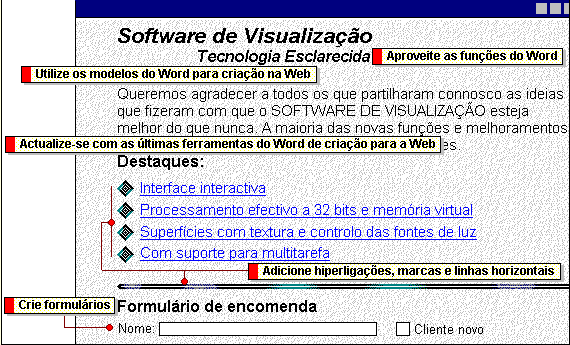 Software de Visualização
Tecnologia Esclarecida
Aproveite as funções do Word
Utilize os modelos do Word para criação na Web
Queremos agradecer a todos os que partilharam connosco as ideias
que fizeram com que o SOFTWARE DE VISUALIZAÇÃO esteja
melhor do que nunca. A maioria das novas funções e melhoramentos
Actualize-se com as últimas ferramentas do Word de criação para a Web
es.
Destaques:
Interface interactiva
Processamento efectivo a 32 bits e memória virtual
Superfícies com textura e controlo das fontes de luz
Com suporte para multitarefa
Adicione hiperligações, marcas e linhas horizontais
Crie formulários
Formulário de encomenda
Nome: Cliente novo